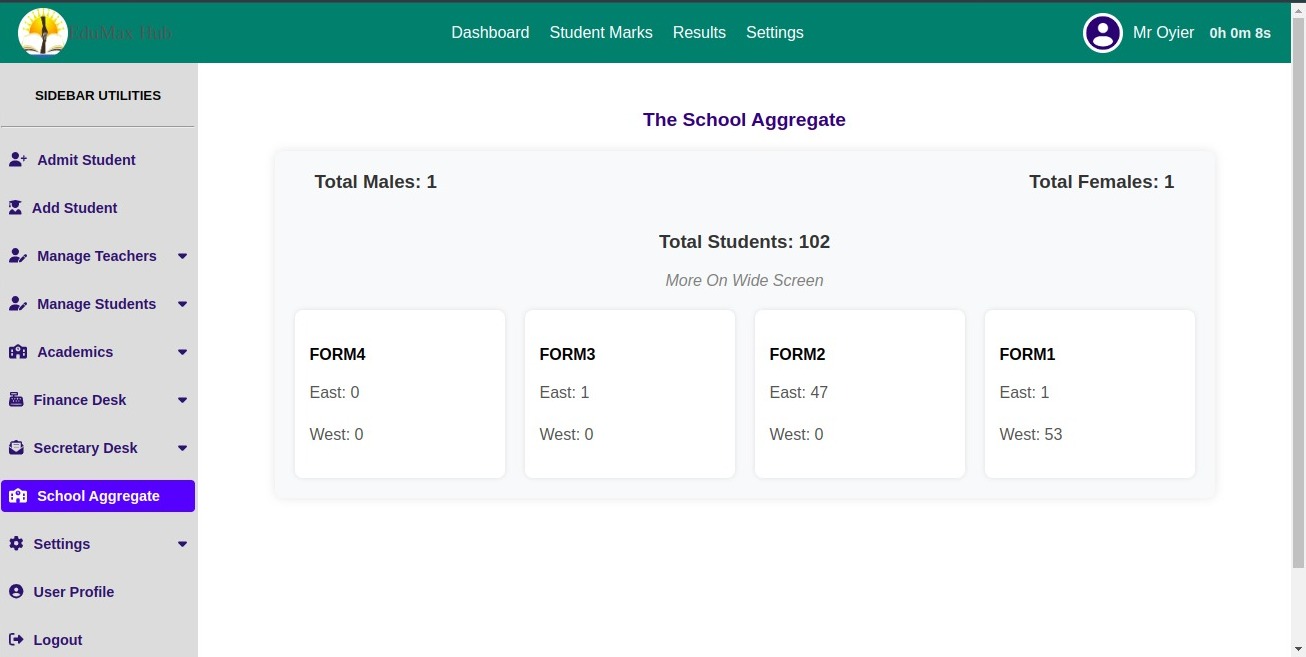 EduMax Hub
Dashboard Student Marks Results Settings
Mr Oyier 0h 0m 8s
SIDEBAR UTILITIES
Admit Student
Add Student
Manage Teachers
Manage Students
Academics
Finance Desk
Secretary Desk
School Aggregate
Settings
User Profile
Logout
The School Aggregate
Total Males: 1
Total Females: 1
Total Students: 102
More On Wide Screen
FORM4
East: 0
West: 0
FORM3
East: 1
West: 0
FORM2
East: 47
West: 0
FORM1
East: 1
West: 53